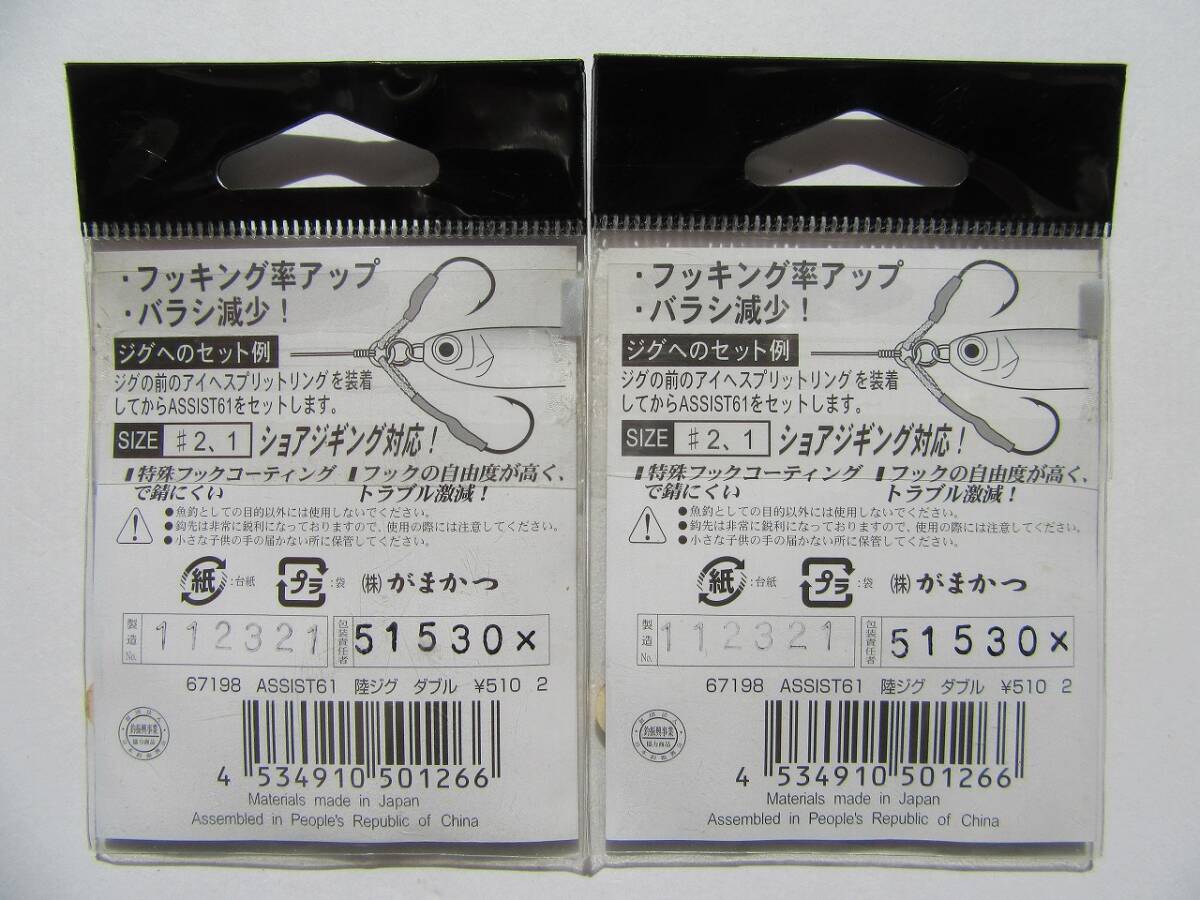 ・フッキング率アップ
・バラシ減少！
ジグへのセット例
ジグの前のアイへスプリットリングを装着
してからASSIST61をセットします。
SIZE ♯2、1 ショアジギング対応！
特殊フックコーティング
で錆にくい
フックの自由度が高く、
トラブル激減！
●魚釣としての目的以外には使用しないでください。
●鈎先は非常に鋭利になっておりますので、使用の際には注意してください。
●小さな子供の手の届かない所に保管してください。
紙 :台紙 プラ :袋 ㈱がまかつ
製造No. 112321 包装責任者 51530×
67198 ASSIST61 陸ジグ ダブル ¥510 2
釣振興事業
協力商品
4 534910 501266
Materials made in Japan
Assembled in People's Republic of China
・フッキング率アップ
・バラシ減少！
ジグへのセット例
ジグの前のアイへスプリットリングを装着
してからASSIST61をセットします。
SIZE ♯2、1 ショアジギング対応！
特殊フックコーティング
で錆にくい
フックの自由度が高く、
トラブル激減！
●魚釣としての目的以外には使用しないでください。
●鈎先は非常に鋭利になっておりますので、使用の際には注意してください。
●小さな子供の手の届かない所に保管してください。
紙 :台紙 プラ :袋 ㈱がまかつ
製造No. 112321 包装責任者 51530×
67198 ASSIST61 陸ジグ ダブル ¥510 2
釣振興事業
協力商品
4 534910 501266
Materials made in Japan
Assembled in People's Republic of China